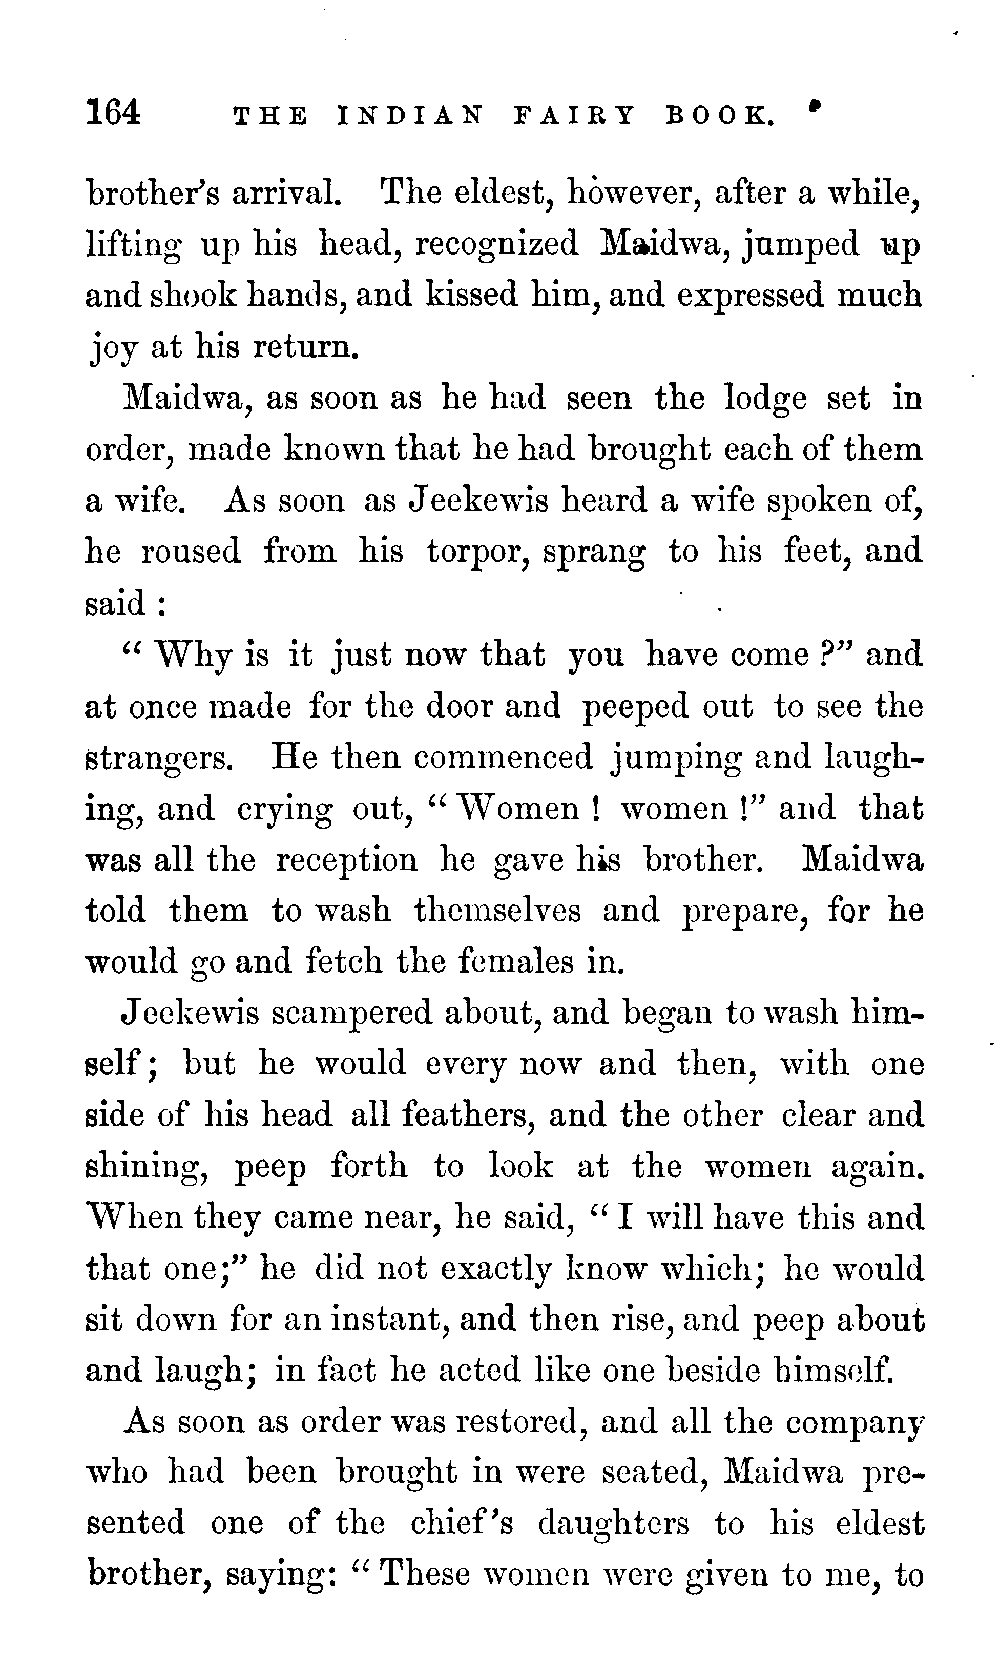 164 THE INDIAN FAIRY BOOK.
brother's arrival. The eldest, however, after a while,
lifting up his head, recognized Maidwa, jumped up
and shook hands, and kissed him, and expressed much
joy at his return.
Maidwa, as soon as he had seen the lodge set in
order, made known that he had brought each of them
a wife. As soon as Jeekewis heard a wife spoken of,
he roused from his torpor, sprang to his feet, and
said :
“ Why is it just now that you have come ?” and
at once made for the door and peeped out to see the
strangers. He then commenced jumping and laugh-
ing, and crying out, “ Women ! women !” and that
was all the reception he gave his brother. Maidwa
told them to wash themselves and prepare, for he
would go and fetch the females in.
Jeekewis scampered about, and began to wash him-
self ; but he would every now and then, with one
side of his head all feathers, and the other clear and
shining, peep forth to look at the women again.
When they came near, he said, “ I will have this and
that one;” he did not exactly know which; he would
sit down for an instant, and then rise, and peep about
and laugh; in fact he acted like one beside himself.
As soon as order was restored, and all the company
who had been brought in were seated, Maidwa pre-
sented one of the chief's daughters to his eldest
brother, saying: “ These women were given to me, to